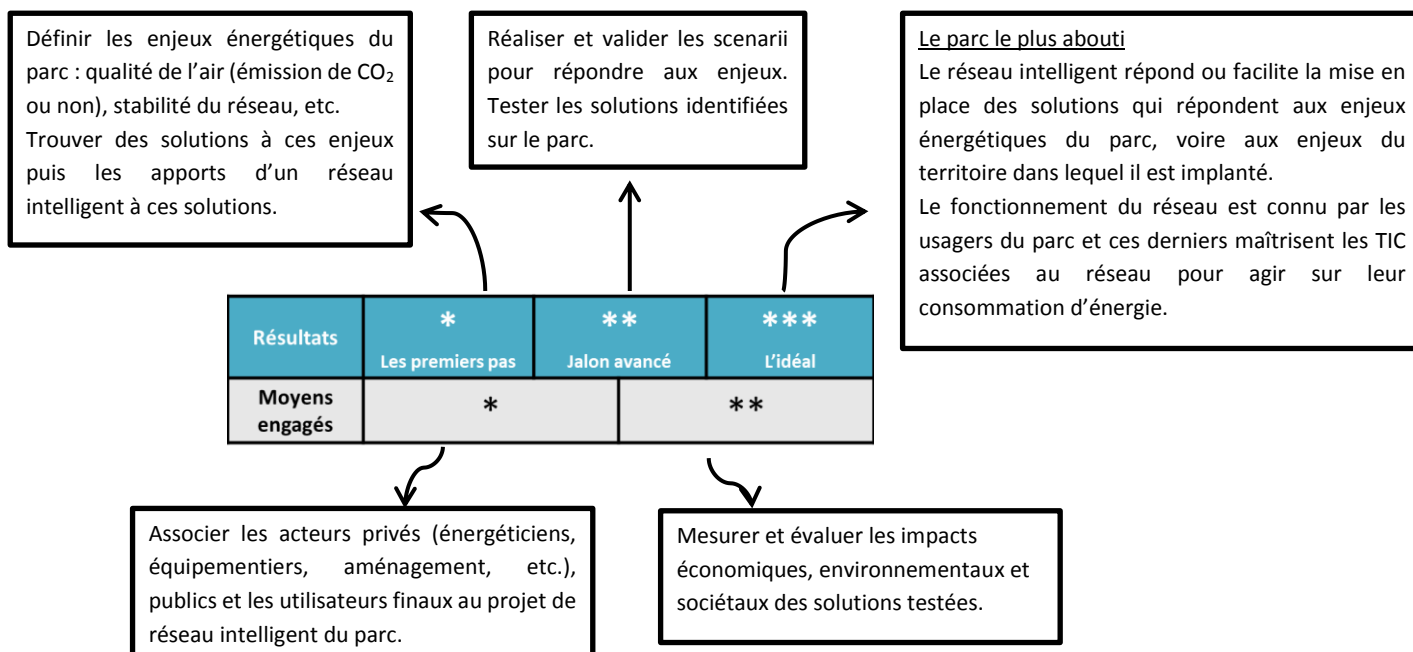 Définir les enjeux énergétiques du
parc : qualité de l'air (émission de CO₂
ou non), stabilité du réseau, etc.
Trouver des solutions à ces enjeux
puis les apports d'un réseau
intelligent à ces solutions.
Réaliser et valider les scenarii
pour répondre aux enjeux.
Tester les solutions identifiées
sur le parc.
Le parc le plus abouti
Le réseau intelligent répond ou facilite la mise en
place des solutions qui répondent aux enjeux
énergétiques du parc, voire aux enjeux du
territoire dans lequel il est implanté.
Le fonctionnement du réseau est connu par les
usagers du parc et ces derniers maîtrisent les TIC
associées au réseau pour agir sur leur
consommation d'énergie.
Résultats
*
Les premiers pas
**
Jalon avancé
***
L'idéal
Moyens
engagés
*
**
Associer les acteurs privés (énergéticiens,
équipementiers, aménagement, etc.),
publics et les utilisateurs finaux au projet de
réseau intelligent du parc.
Mesurer et évaluer les impacts
économiques, environnementaux et
sociétaux des solutions testées.